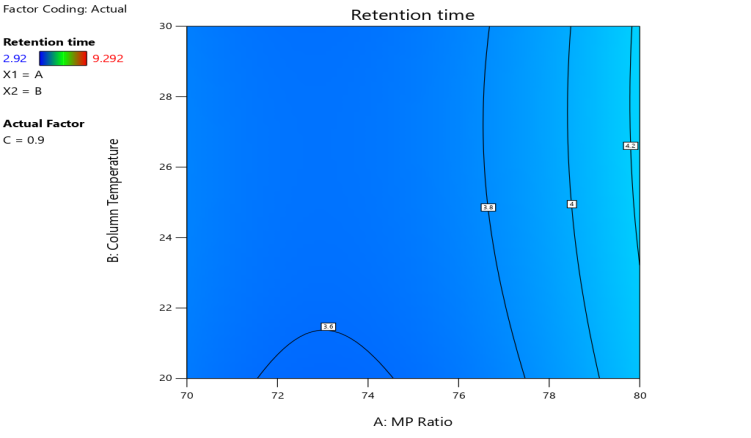 Factor Coding: Actual
Retention time
Retention time
2.92 9.292
X1 = A
X2 = B
Actual Factor
C = 0.9
30
28
26
24
22
20
B: Column Temperature
4.2
3.8
4
3.6
70 72 74 76 78 80
A: MP Ratio